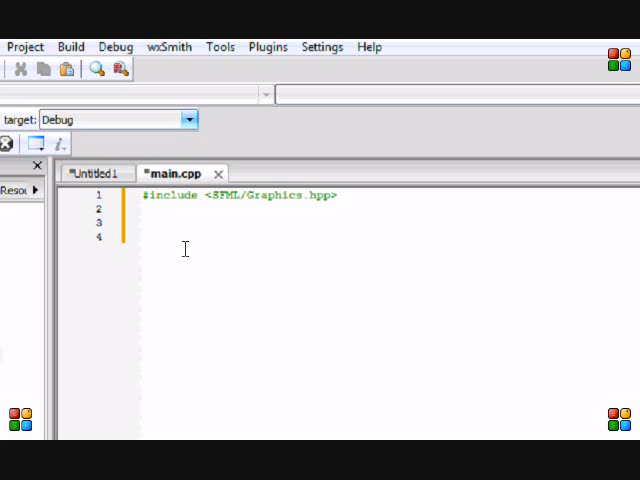 Project Build Debug wxSmith Tools Plugins Settings Help
target: Debug
*Untitled1 *main.cpp
Resou
1 #include <SFML/Graphics.hpp>
2
3
4